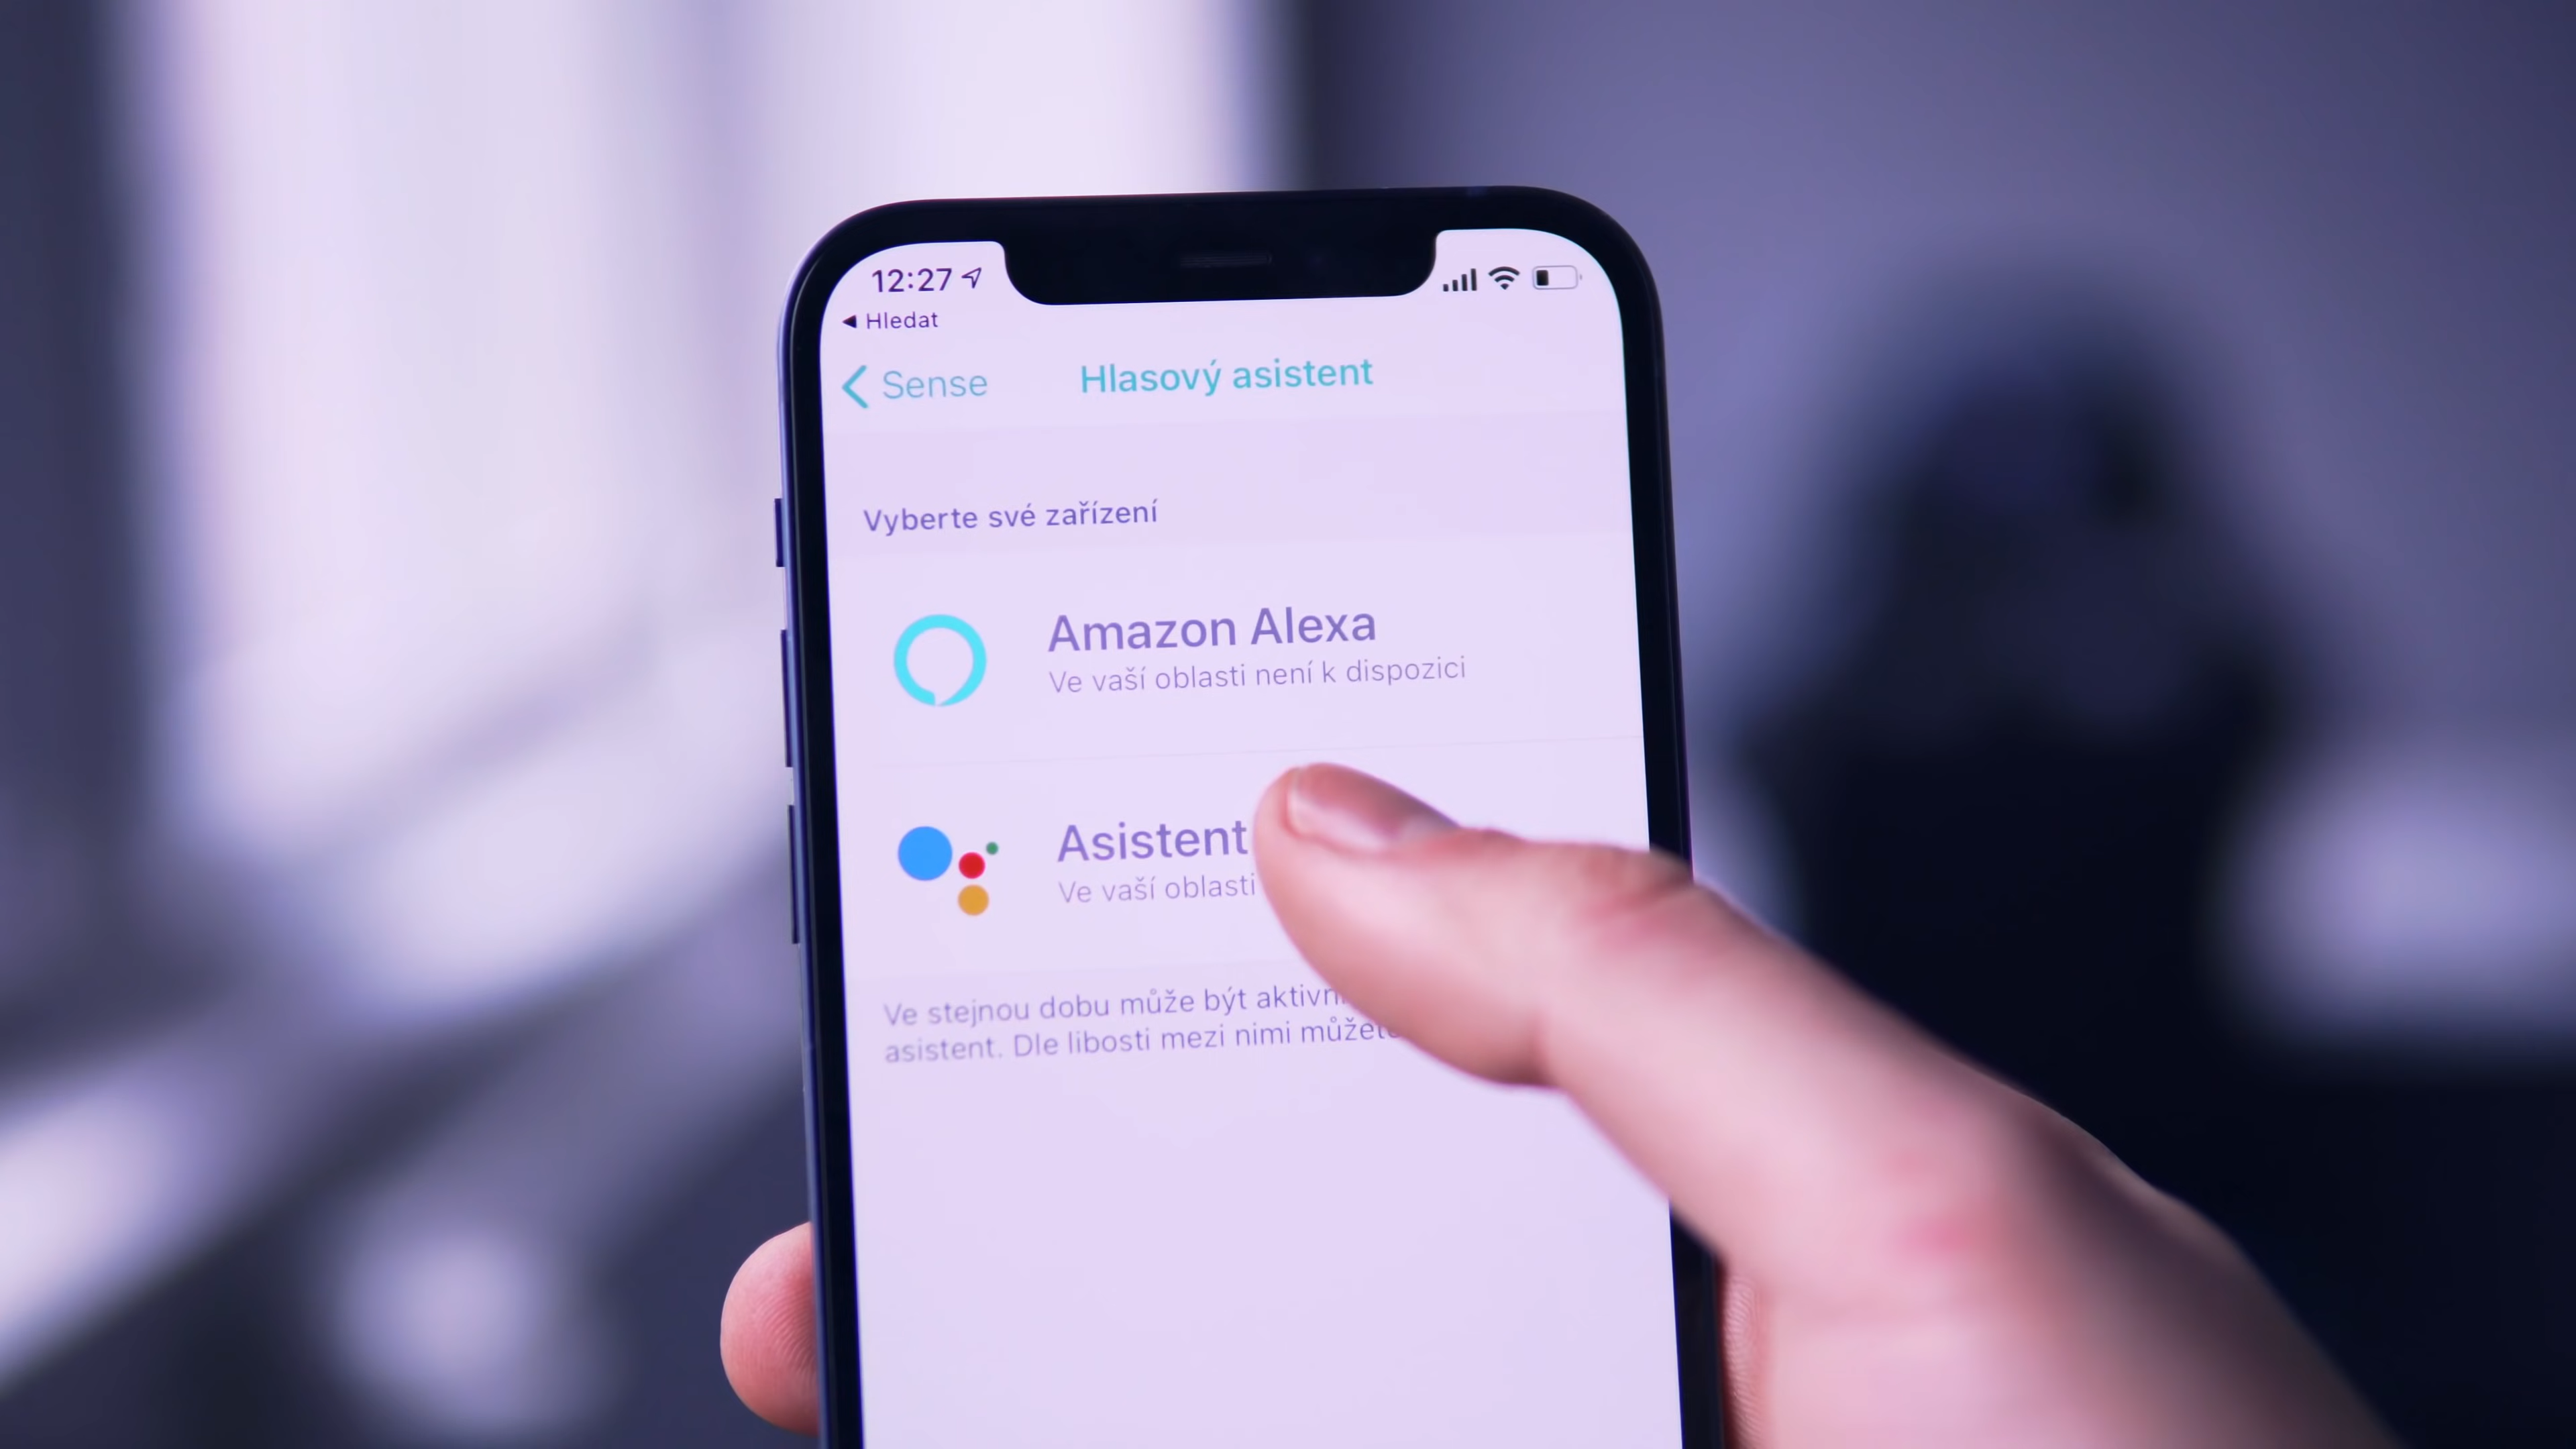 12:27
Hledat
Sense
Hlasový asistent
Vyberte své zařízení
Amazon Alexa
Ve vaší oblasti není k dispozici
Asistent
Ve vaší oblasti
Ve stejnou dobu může být
asistent. Dle libosti mezi nimi